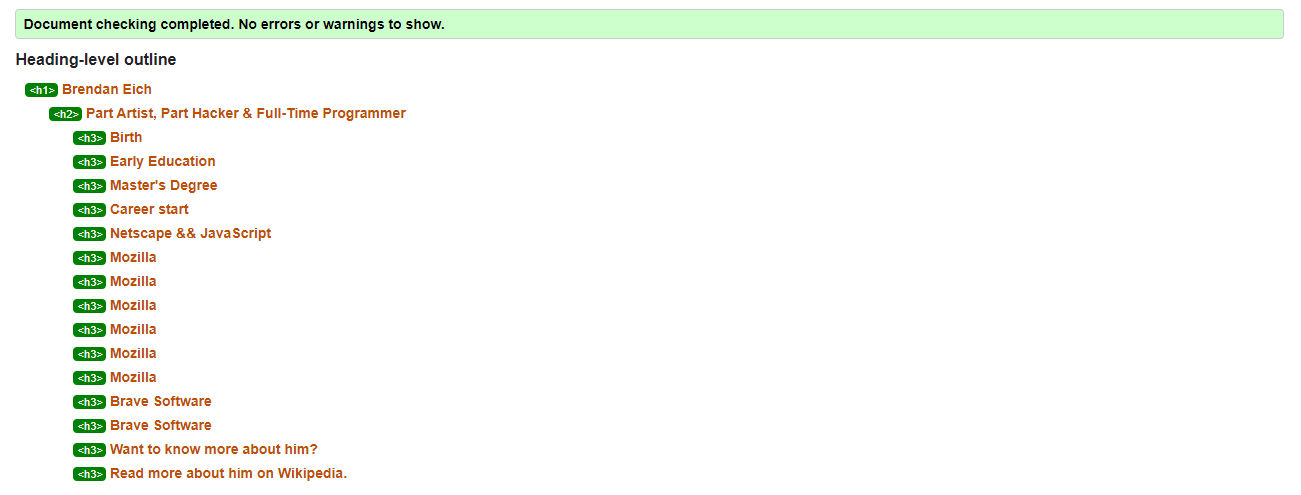 Document checking completed. No errors or warnings to show.
Heading-level outline
<h1> Brendan Eich
<h2> Part Artist, Part Hacker & Full-Time Programmer
<h3> Birth
<h3> Early Education
<h3> Master's Degree
<h3> Career start
<h3> Netscape && JavaScript
<h3> Mozilla
<h3> Mozilla
<h3> Mozilla
<h3> Mozilla
<h3> Mozilla
<h3> Mozilla
<h3> Brave Software
<h3> Brave Software
<h3> Want to know more about him?
<h3> Read more about him on Wikipedia.